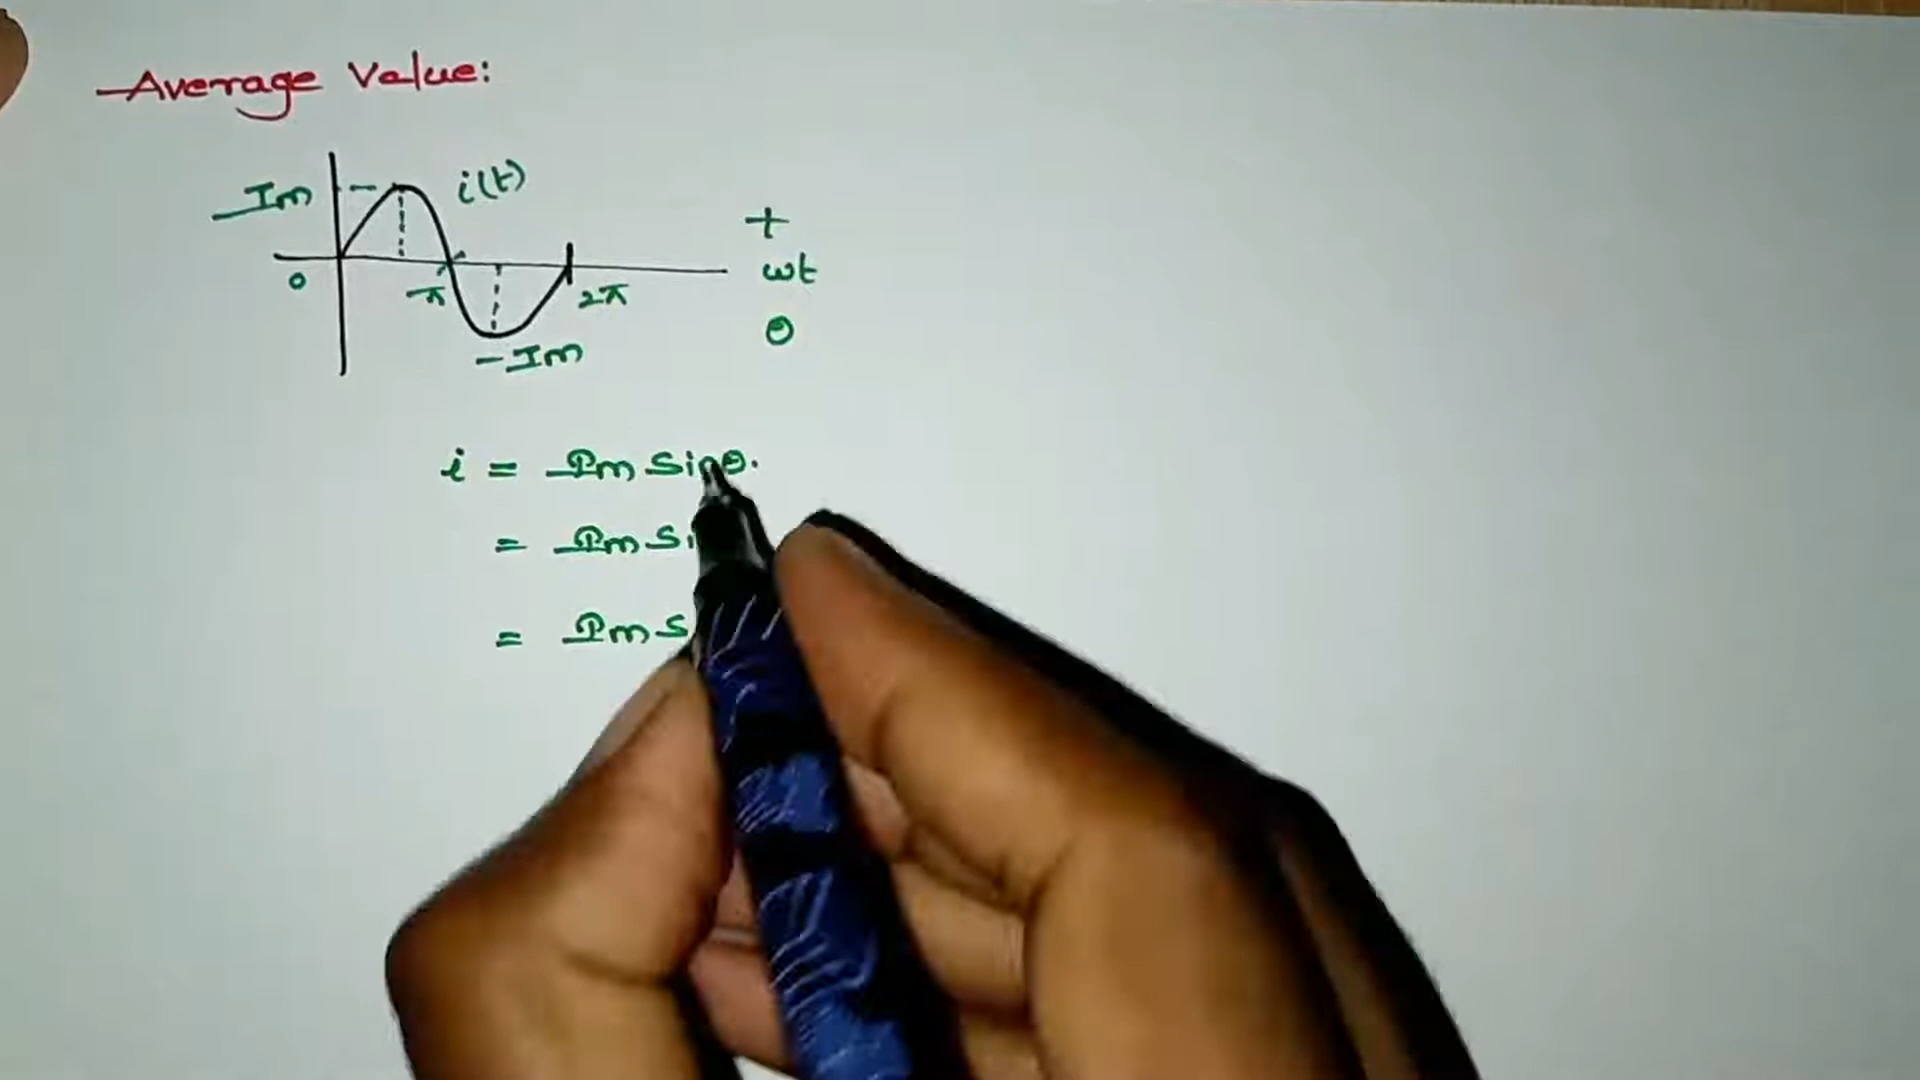 Average Value:
Im i(t)
+
0 π 2π ωt
-Im θ
i = Im Sinθ.
= Im Si
= Im S